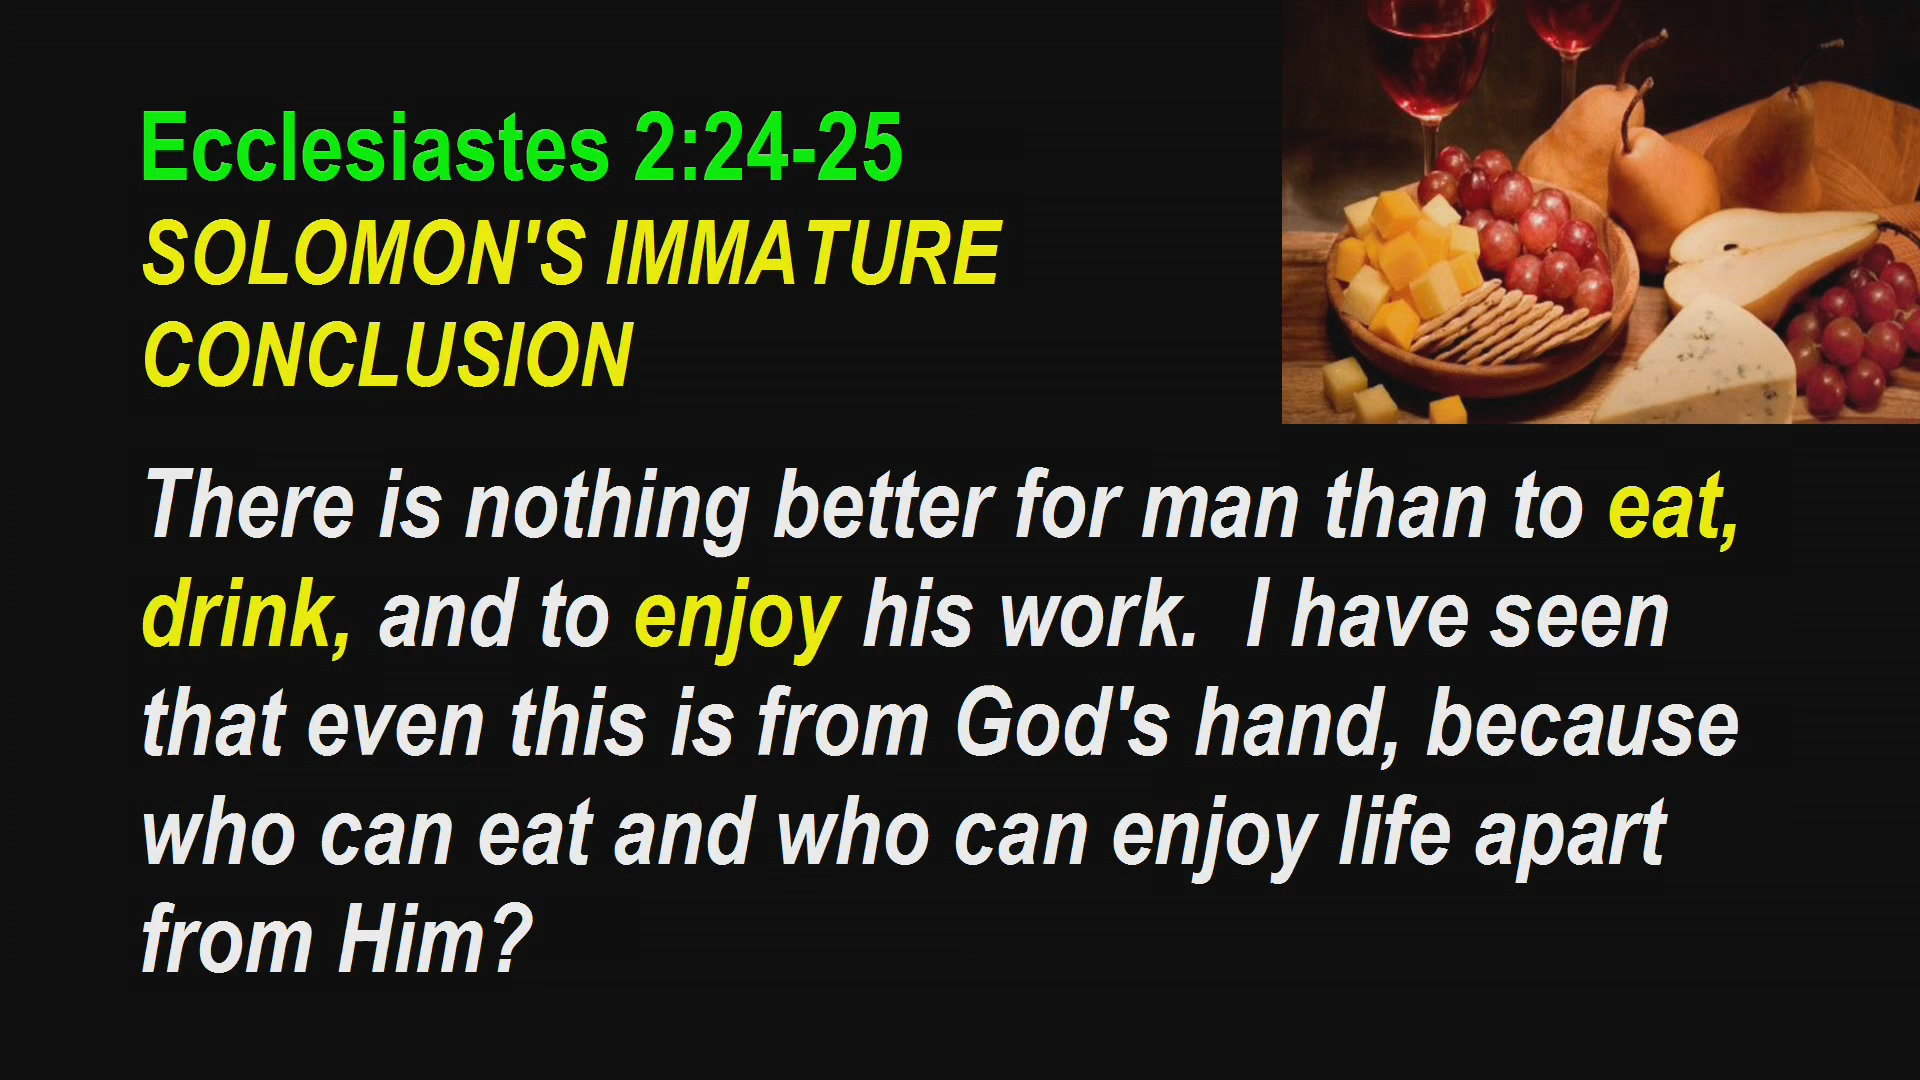 Ecclesiastes 2:24-25
SOLOMON'S IMMATURE
CONCLUSION
There is nothing better for man than to eat,
drink, and to enjoy his work.  I have seen
that even this is from God's hand, because
who can eat and who can enjoy life apart
from Him?